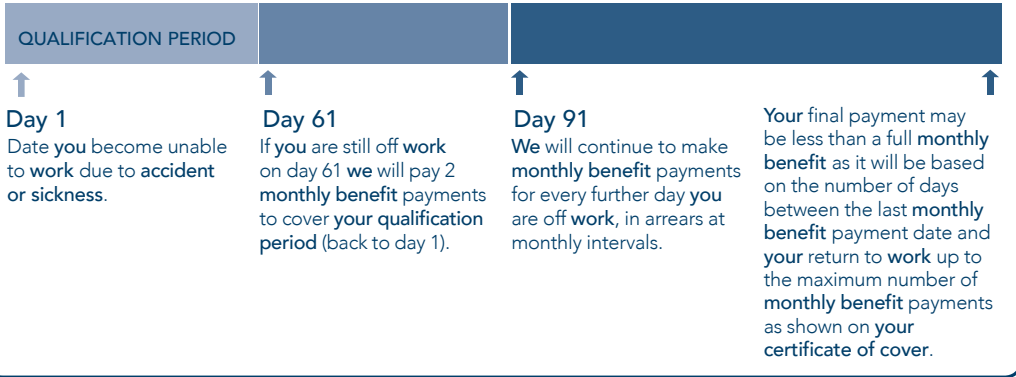 QUALIFICATION PERIOD
Day 1
Date you become unable
to work due to accident
or sickness.
Day 61
If you are still off work
on day 61 we will pay 2
monthly benefit payments
to cover your qualification
period (back to day 1).
Day 91
We will continue to make
monthly benefit payments
for every further day you
are off work, in arrears at
monthly intervals.
Your final payment may
be less than a full monthly
benefit as it will be based
on the number of days
between the last monthly
benefit payment date and
your return to work up to
the maximum number of
monthly benefit payments
as shown on your
certificate of cover.